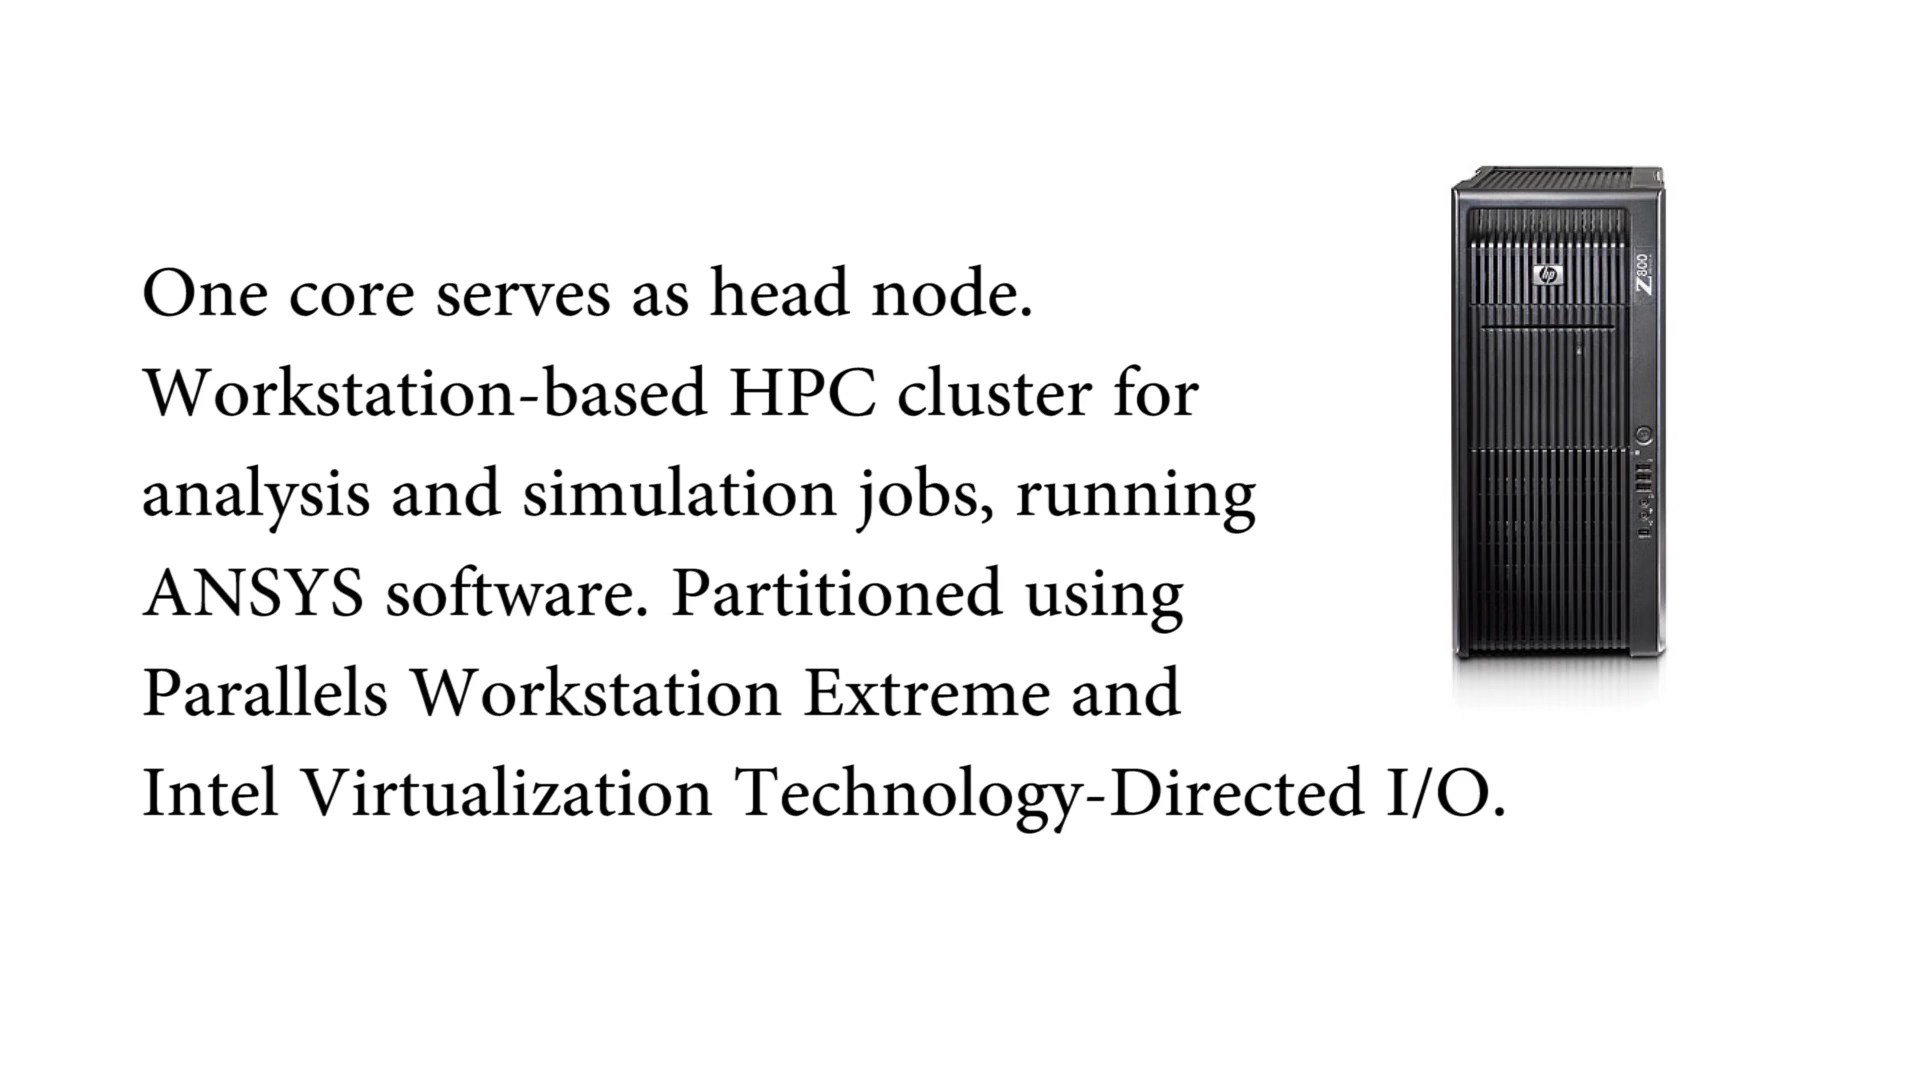 One core serves as head node.
Workstation-based HPC cluster for
analysis and simulation jobs, running
ANSYS software. Partitioned using
Parallels Workstation Extreme and
Intel Virtualization Technology-Directed I/O.
hp
Z800